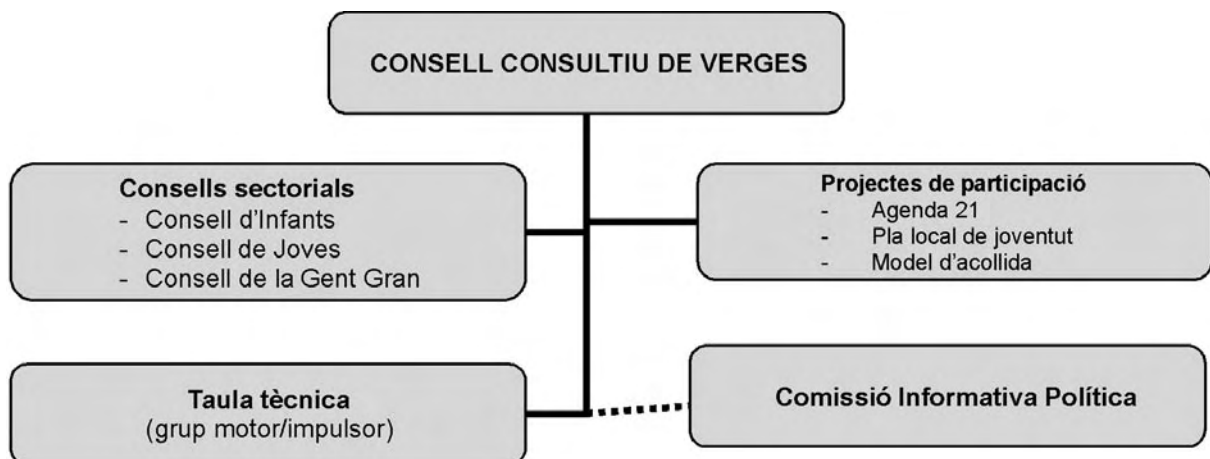 CONSELL CONSULTIU DE VERGES
Consells sectorials
- Consell d'Infants
- Consell de Joves
- Consell de la Gent Gran
Projectes de participació
- Agenda 21
- Pla local de joventut
- Model d'acollida
Taula tècnica
(grup motor/impulsor)
Comissió Informativa Política